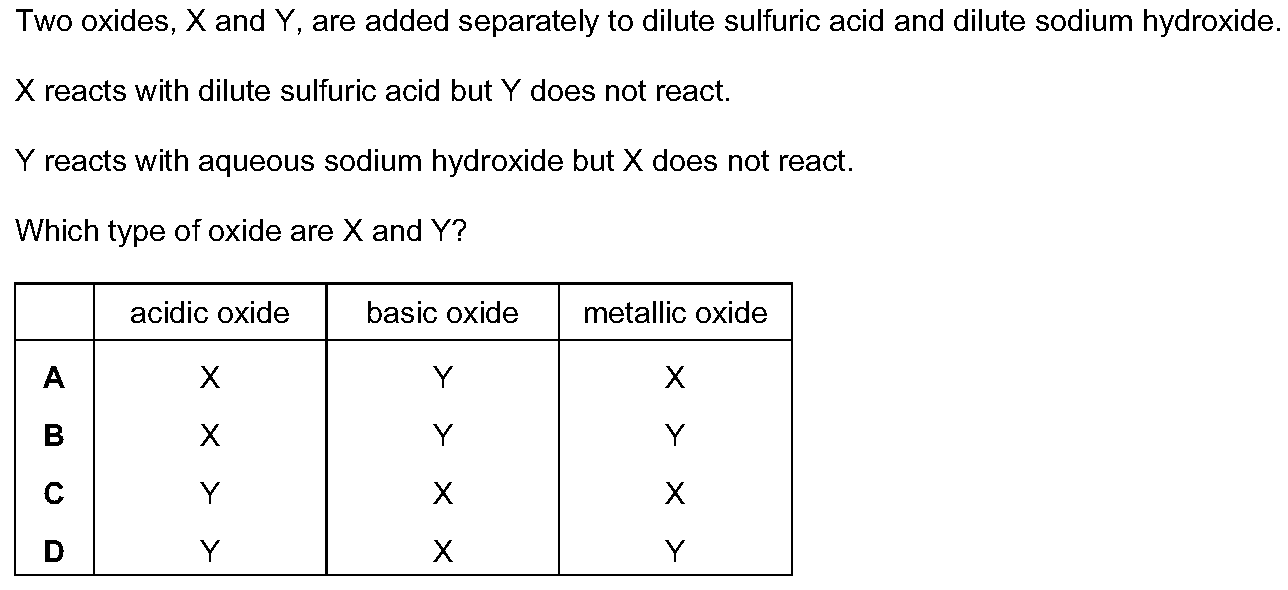 Two oxides, X and Y, are added separately to dilute sulfuric acid and dilute sodium hydroxide.
X reacts with dilute sulfuric acid but Y does not react.
Y reacts with aqueous sodium hydroxide but X does not react.
Which type of oxide are X and Y?
acidic oxide basic oxide metallic oxide
A X Y X
B X Y Y
C Y X X
D Y X Y